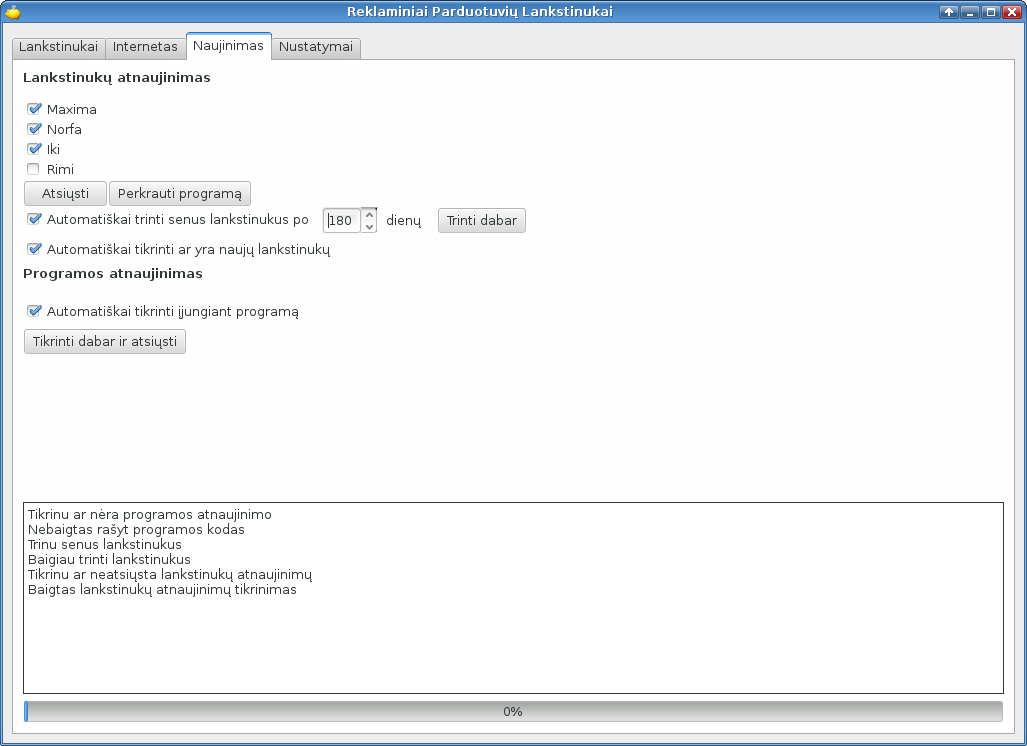 Reklaminiai Parduotuvių Lankstinukai
Lankstinukai Internetas Naujinimas Nustatymai
Lankstinukų atnaujinimas
Maxima
Norfa
Iki
Rimi
Atsiųsti Perkrauti programą
Automatiškai trinti senus lankstinukus po 180 dienų Trinti dabar
Automatiškai tikrinti ar yra naujų lankstinukų
Programos atnaujinimas
Automatiškai tikrinti įjungiant programą
Tikrinti dabar ir atsiųsti
Tikrinu ar nėra programos atnaujinimo
Nebaigtas rašyt programos kodas
Trinu senus lankstinukus
Baigiau trinti lankstinukus
Tikrinu ar neatsiųsta lankstinukų atnaujinimų
Baigtas lankstinukų atnaujinimų tikrinimas
0%